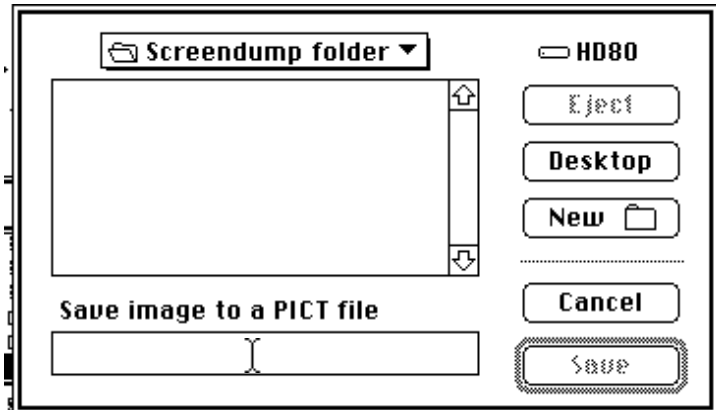 Screendump folder
HD80
Eject
Desktop
New
Save image to a PICT file
Cancel
Save